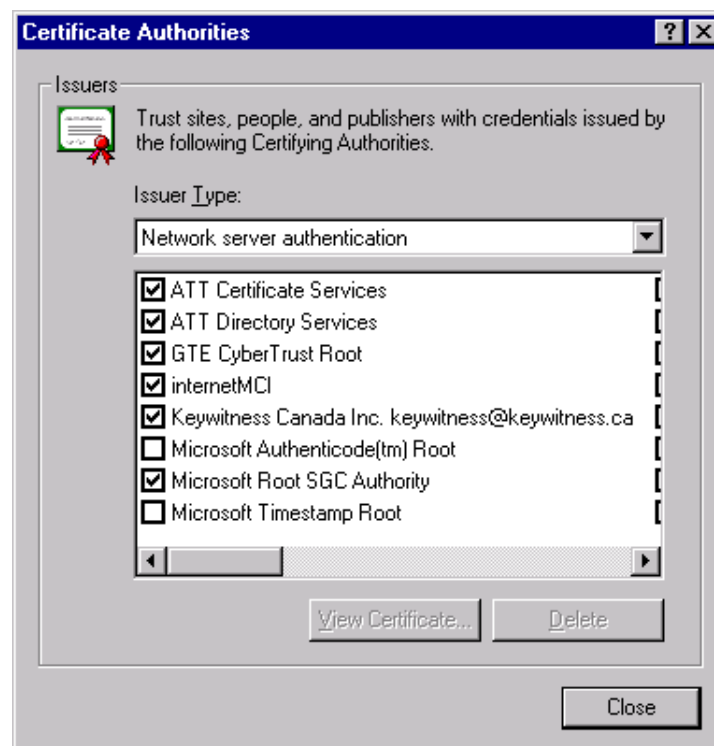 Certificate Authorities
Issuers
Trust sites, people, and publishers with credentials issued by
the following Certifying Authorities.
Issuer Type:
Network server authentication
ATT Certificate Services
ATT Directory Services
GTE CyberTrust Root
internetMCI
Keywitness Canada Inc. keywitness@keywitness.ca
Microsoft Authenticode(tm) Root
Microsoft Root SGC Authority
Microsoft Timestamp Root
View Certificate... Delete
Close